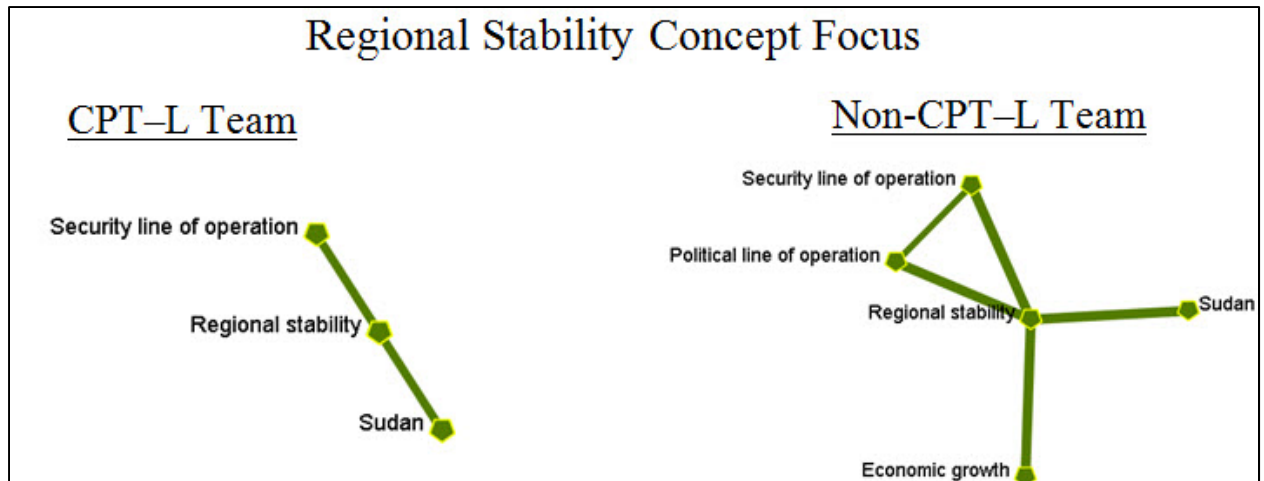 Regional Stability Concept Focus
CPT–L Team
Security line of operation
Regional stability
Sudan
Non-CPT–L Team
Security line of operation
Political line of operation
Regional stability
Sudan
Economic growth